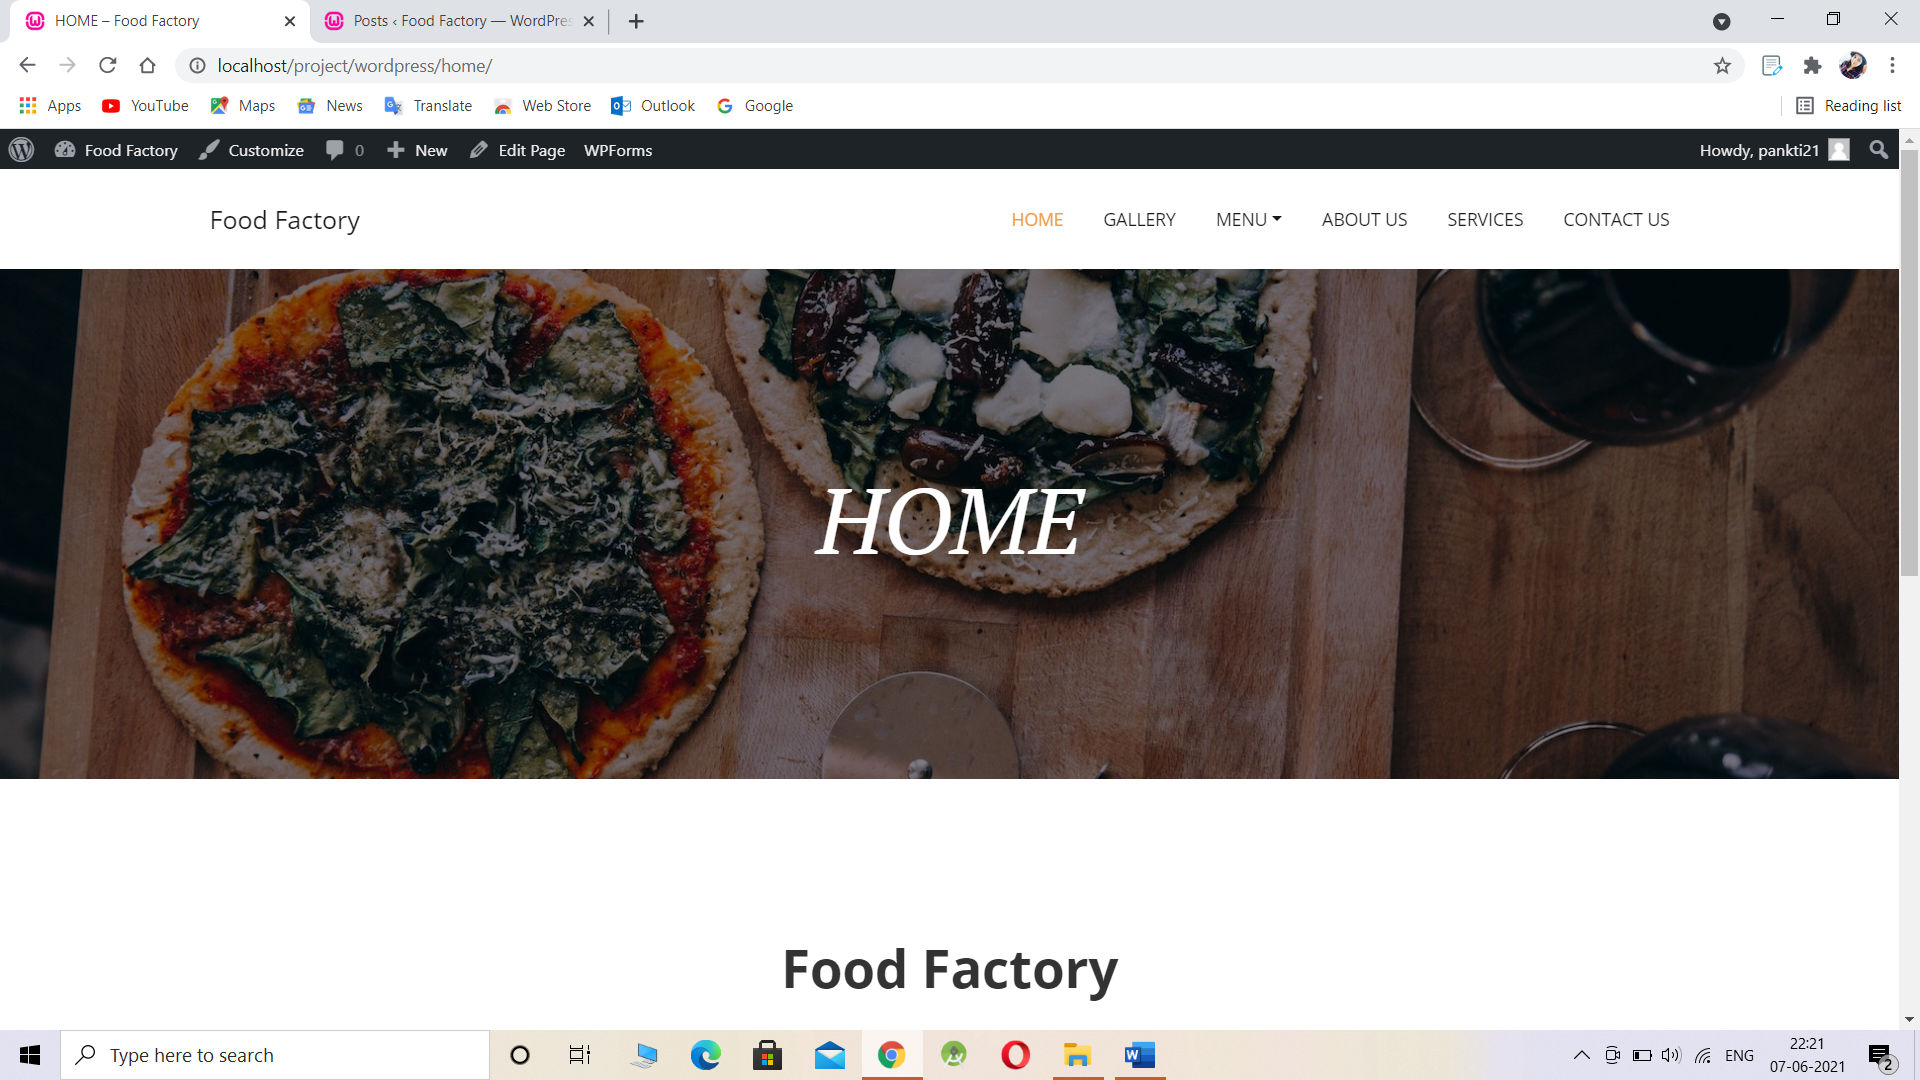 HOME – Food Factory
Posts ‹ Food Factory — WordPres
localhost/project/wordpress/home/
Apps YouTube Maps News Translate Web Store Outlook Google Reading list
Food Factory Customize 0 New Edit Page WPForms Howdy, pankti21
Food Factory HOME GALLERY MENU ABOUT US SERVICES CONTACT US
HOME
Food Factory
Type here to search
ENG
22:21
07-06-2021
2